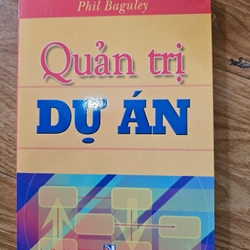 Phil Baguley
Quản trị
DỰ ÁN